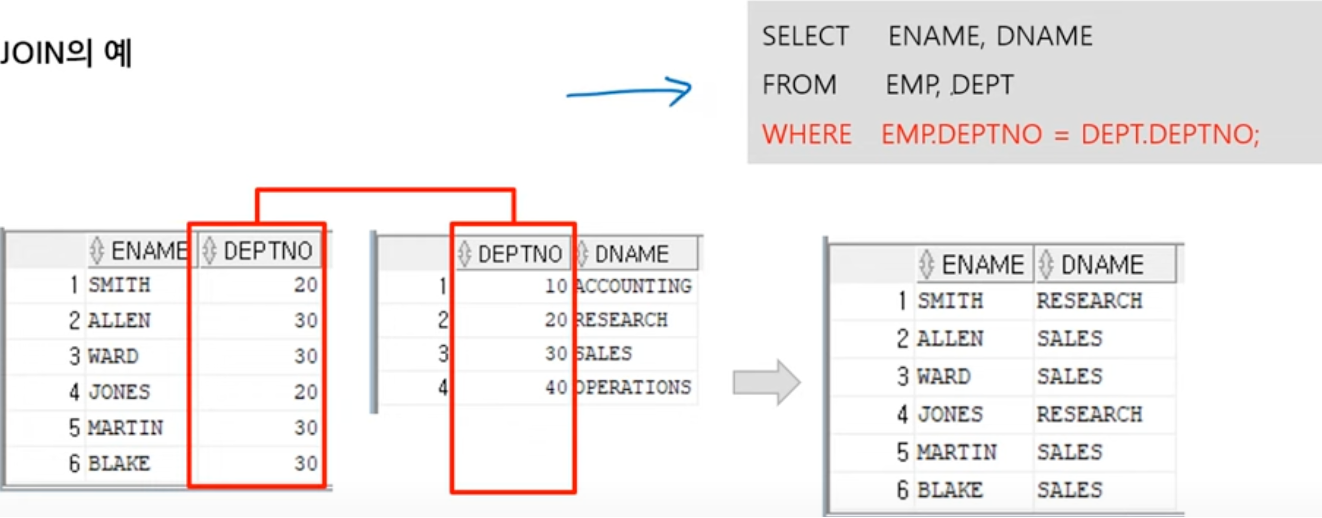 JOIN의 예
SELECT ENAME, DNAME
FROM EMP, DEPT
WHERE EMP.DEPTNO = DEPT.DEPTNO;
ENAME DEPTNO
1 SMITH 20
2 ALLEN 30
3 WARD 30
4 JONES 20
5 MARTIN 30
6 BLAKE 30
DEPTNO DNAME
1 10 ACCOUNTING
2 20 RESEARCH
3 30 SALES
4 40 OPERATIONS
ENAME DNAME
1 SMITH RESEARCH
2 ALLEN SALES
3 WARD SALES
4 JONES RESEARCH
5 MARTIN SALES
6 BLAKE SALES